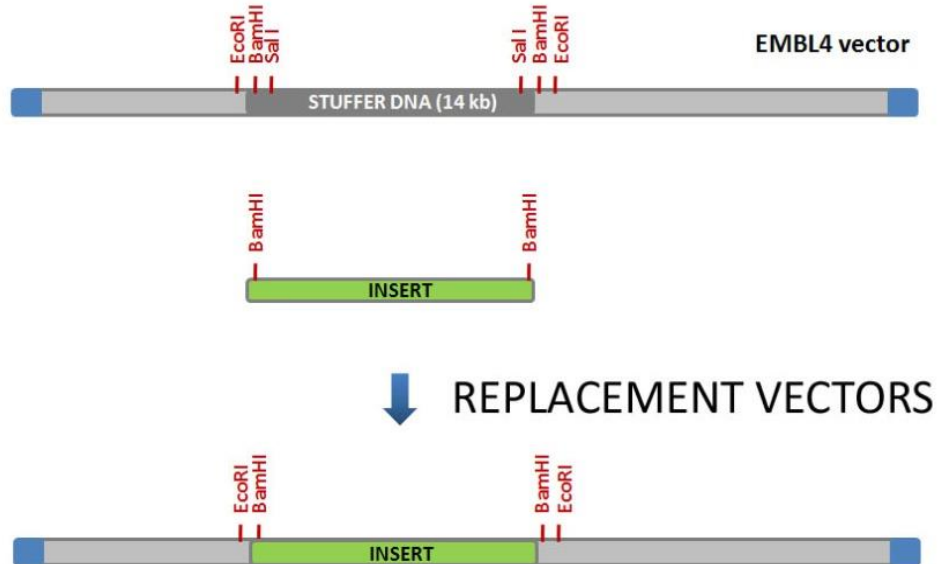 EcoRI
BamHI
Sal I
Sal I
BamHI
EcoRI
EMBL4 vector
STUFFER DNA (14 kb)
BamHI
BamHI
INSERT
REPLACEMENT VECTORS
EcoRI
BamHI
BamHI
EcoRI
INSERT